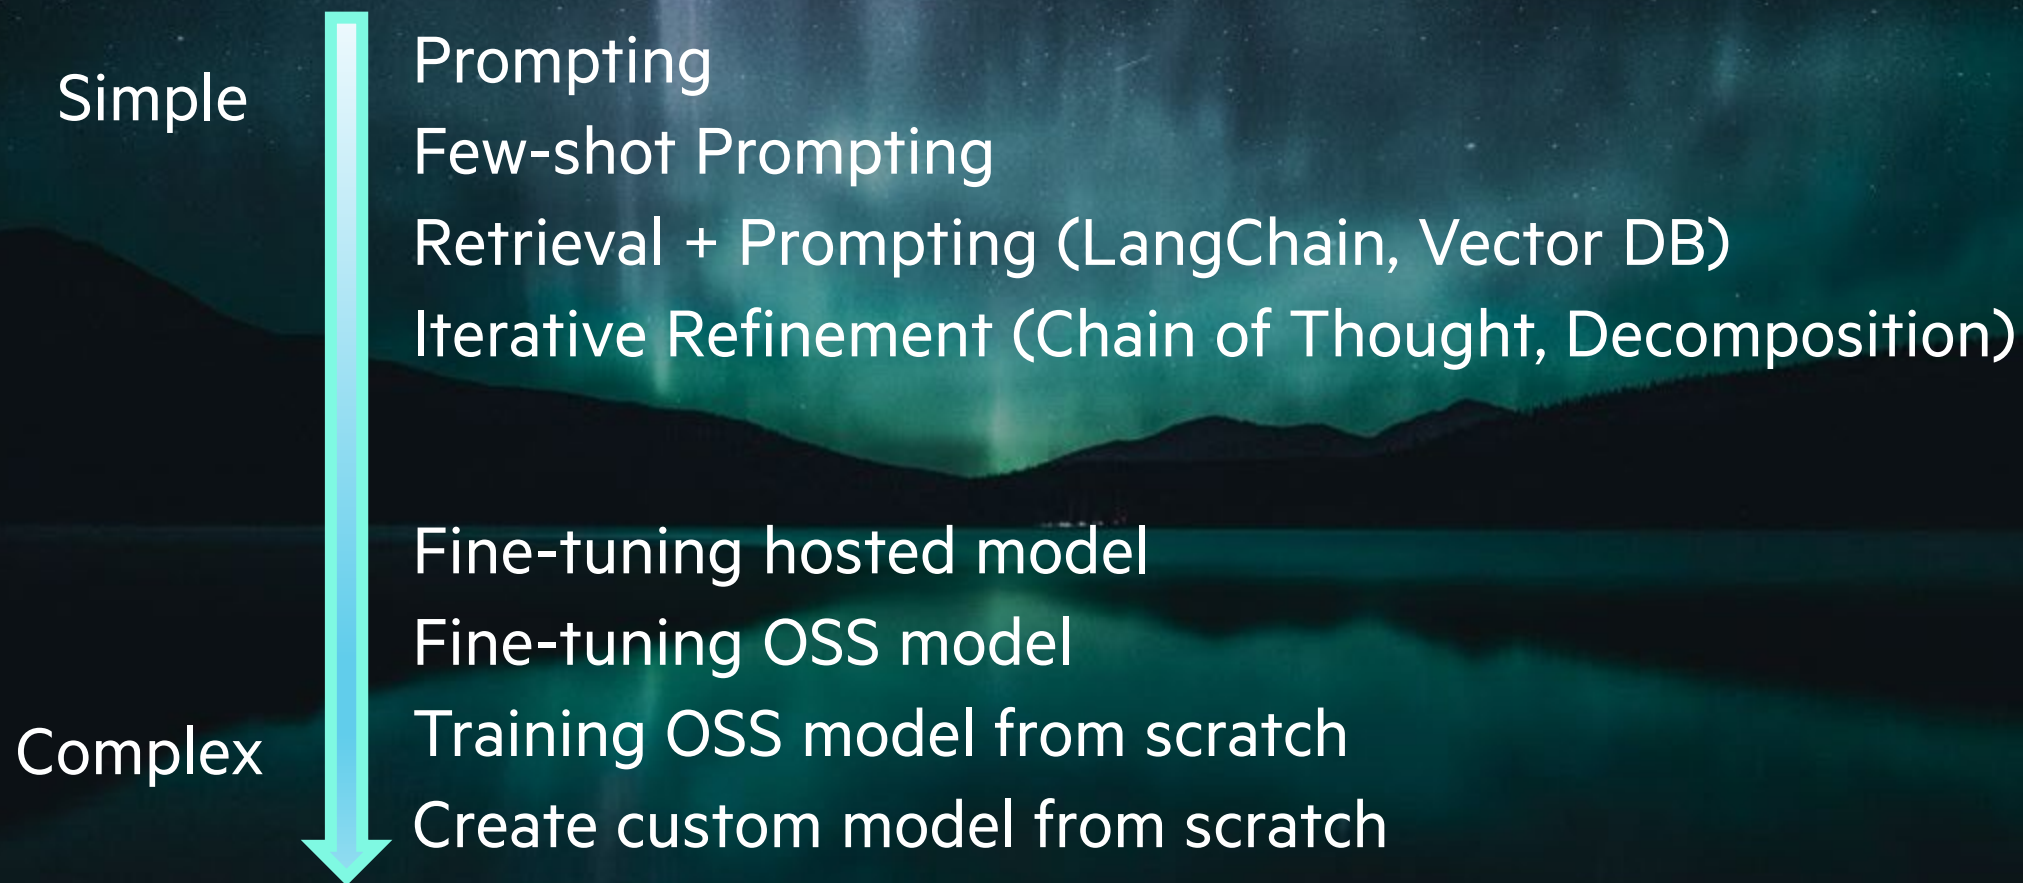 Simple
Prompting
Few-shot Prompting
Retrieval + Prompting (LangChain, Vector DB)
Iterative Refinement (Chain of Thought, Decomposition)
Fine-tuning hosted model
Fine-tuning OSS model
Complex
Training OSS model from scratch
Create custom model from scratch